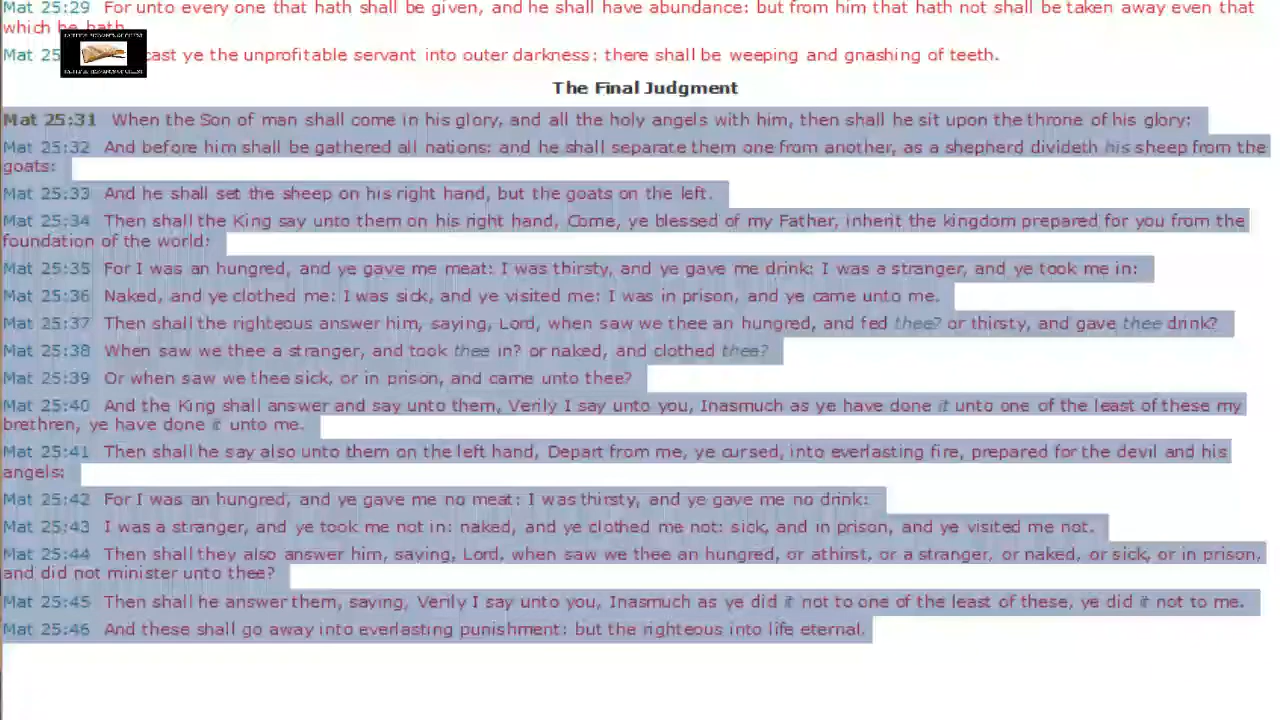 Mat 25:29 For unto every one that hath shall be given, and he shall have abundance: but from him that hath not shall be taken away even that
which he hath.
Mat 25 cast ye the unprofitable servant into outer darkness: there shall be weeping and gnashing of teeth.
The Final Judgment
Mat 25:31 When the Son of man shall come in his glory, and all the holy angels with him, then shall he sit upon the throne of his glory:
Mat 25:32 And before him shall be gathered all nations: and he shall separate them one from another, as a shepherd divideth his sheep from the
goats:
Mat 25:33 And he shall set the sheep on his right hand, but the goats on the left.
Mat 25:34 Then shall the King say unto them on his right hand, Come, ye blessed of my Father, inherit the kingdom prepared for you from the
foundation of the world:
Mat 25:35 For I was an hungred, and ye gave me meat: I was thirsty, and ye gave me drink: I was a stranger, and ye took me in:
Mat 25:36 Naked, and ye clothed me: I was sick, and ye visited me: I was in prison, and ye came unto me.
Mat 25:37 Then shall the righteous answer him, saying, Lord, when saw we thee an hungred, and fed thee? or thirsty, and gave thee drink?
Mat 25:38 When saw we thee a stranger, and took thee in? or naked, and clothed thee?
Mat 25:39 Or when saw we thee sick, or in prison, and came unto thee?
Mat 25:40 And the King shall answer and say unto them, Verily I say unto you, Inasmuch as ye have done it unto one of the least of these my
brethren, ye have done it unto me.
Mat 25:41 Then shall he say also unto them on the left hand, Depart from me, ye cursed, into everlasting fire, prepared for the devil and his
angels:
Mat 25:42 For I was an hungred, and ye gave me no meat: I was thirsty, and ye gave me no drink:
Mat 25:43 I was a stranger, and ye took me not in: naked, and ye clothed me not: sick, and in prison, and ye visited me not.
Mat 25:44 Then shall they also answer him, saying, Lord, when saw we thee an hungred, or athirst, or a stranger, or naked, or sick, or in prison,
and did not minister unto thee?
Mat 25:45 Then shall he answer them, saying, Verily I say unto you, Inasmuch as ye did it not to one of the least of these, ye did it not to me.
Mat 25:46 And these shall go away into everlasting punishment: but the righteous into life eternal.